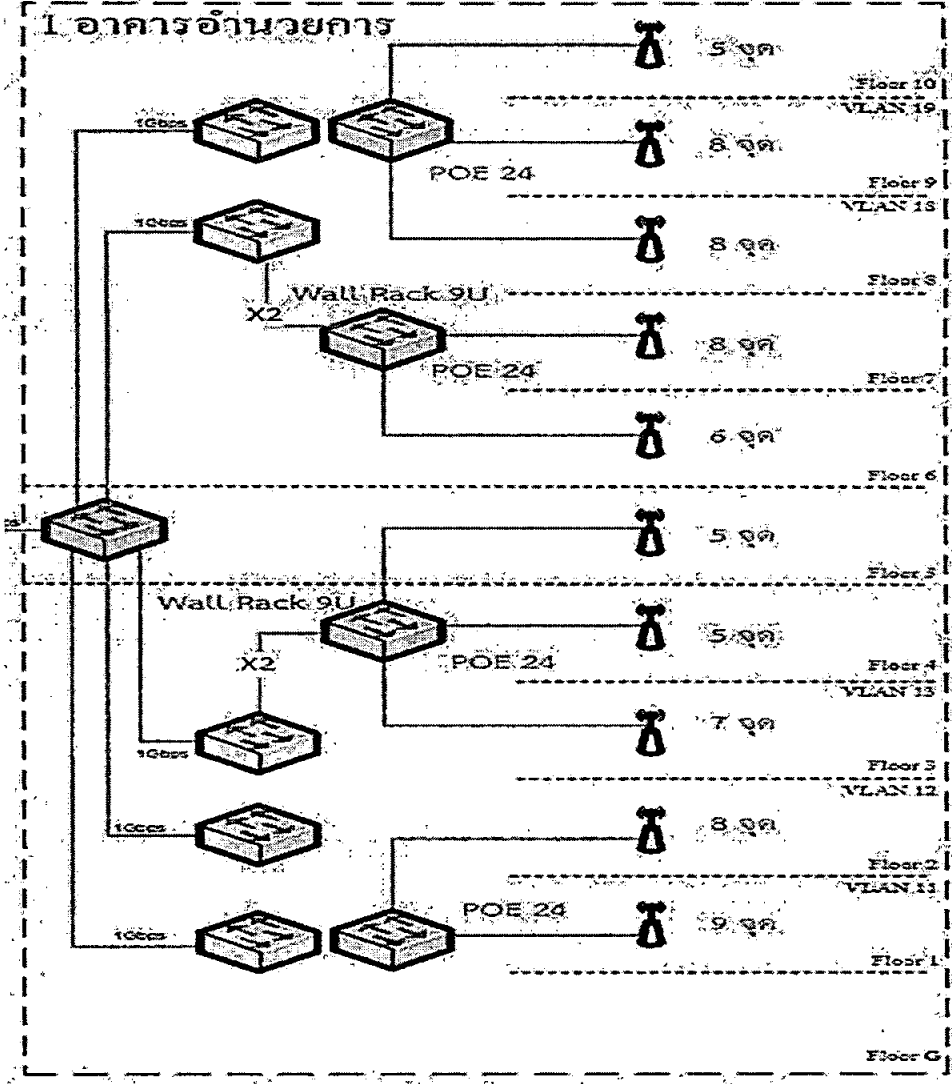 1 อาคารอำนวยการ
5 จุด
Floor 10
1Gbps
VLAN 19
8 จุด
POE 24
Floor 9
VLAN 18
1Gbps
8 จุด
Floor 8
Wall Rack 9U
X2
8 จุด
POE 24
Floor 7
6 จุด
Floor 6
5 จุด
Floor 5
Wall Rack 9U
5 จุด
X2
POE 24
Floor 4
VLAN 13
7 จุด
1Gbps
Floor 3
VLAN 12
8 จุด
1Gbps
Floor 2
VLAN 11
POE 24
9 จุด
1Gbps
Floor 1
Floor G